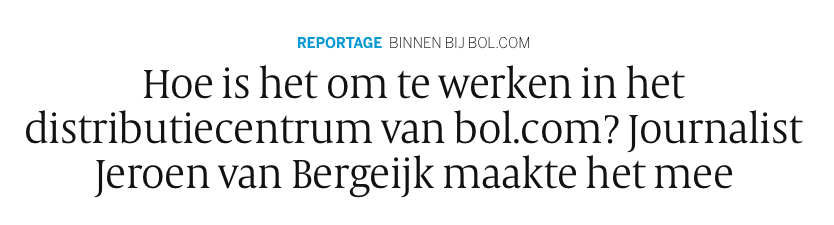 REPORTAGE BINNEN BIJ BOL.COM
Hoe is het om te werken in het
distributiecentrum van bol.com? Journalist
Jeroen van Bergeijk maakte het mee